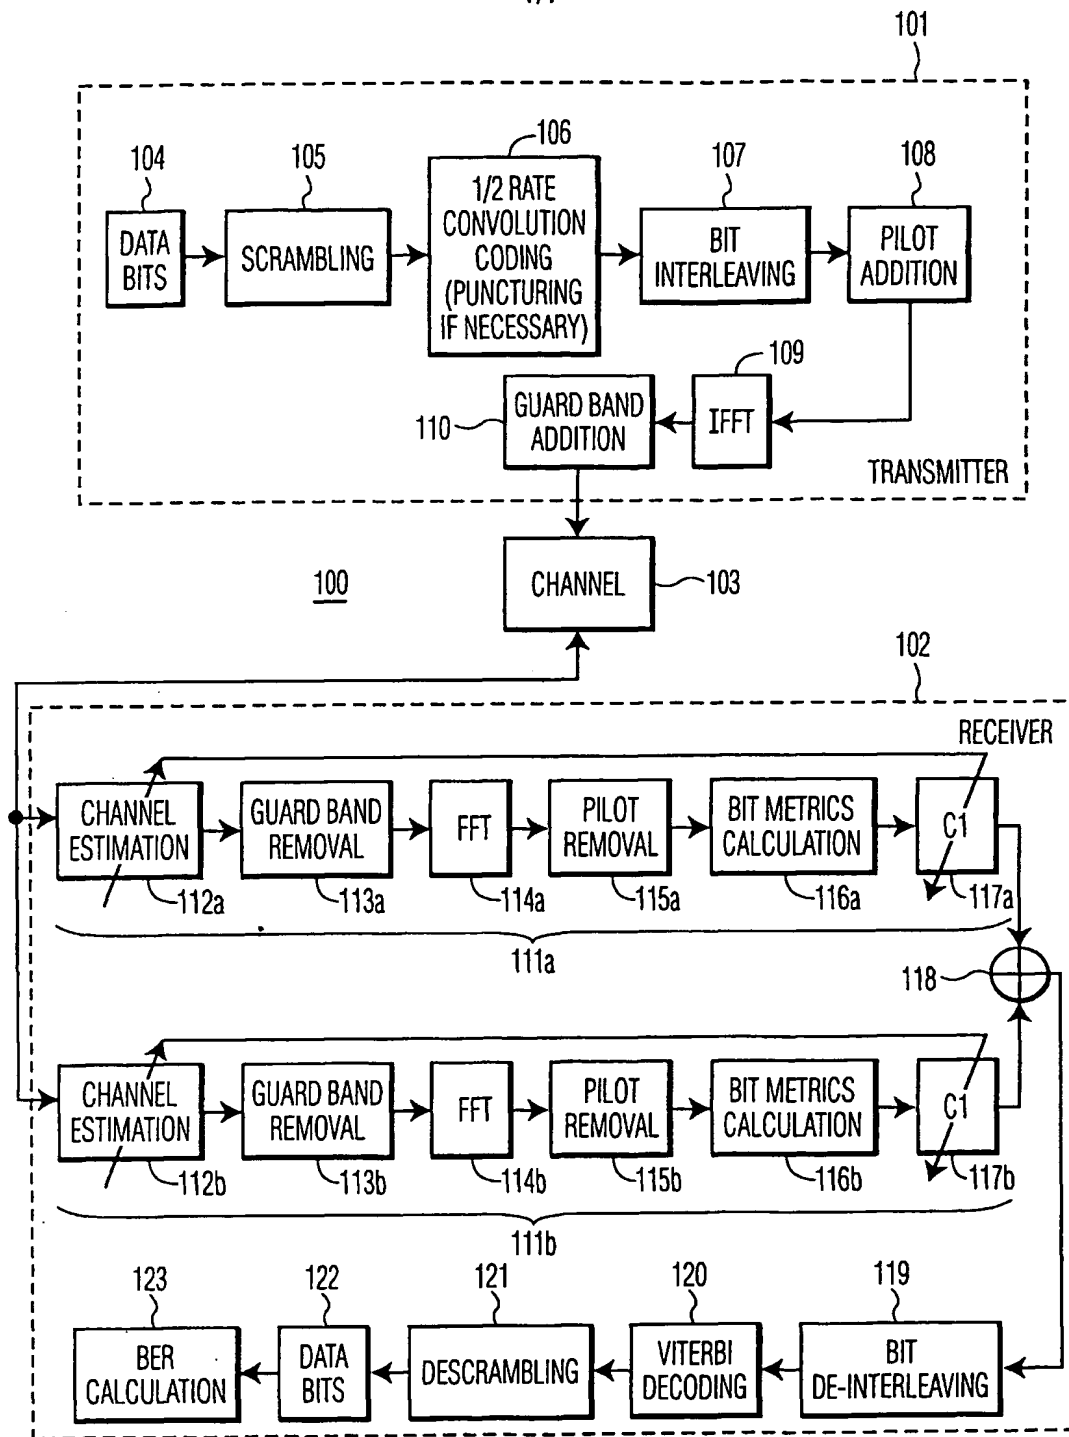 101
104
105
106
107
108
DATA
BITS
SCRAMBLING
1/2 RATE
CONVOLUTION
CODING
(PUNCTURING
IF NECESSARY)
BIT
INTERLEAVING
PILOT
ADDITION
109
110
GUARD BAND
ADDITION
IFFT
TRANSMITTER
100
CHANNEL
103
102
RECEIVER
CHANNEL
ESTIMATION
GUARD BAND
REMOVAL
FFT
PILOT
REMOVAL
BIT METRICS
CALCULATION
C1
112a
113a
114a
115a
116a
117a
111a
118
CHANNEL
ESTIMATION
GUARD BAND
REMOVAL
FFT
PILOT
REMOVAL
BIT METRICS
CALCULATION
C1
112b
113b
114b
115b
116b
117b
111b
123
122
121
120
119
BER
CALCULATION
DATA
BITS
DESCRAMBLING
VITERBI
DECODING
BIT
DE-INTERLEAVING